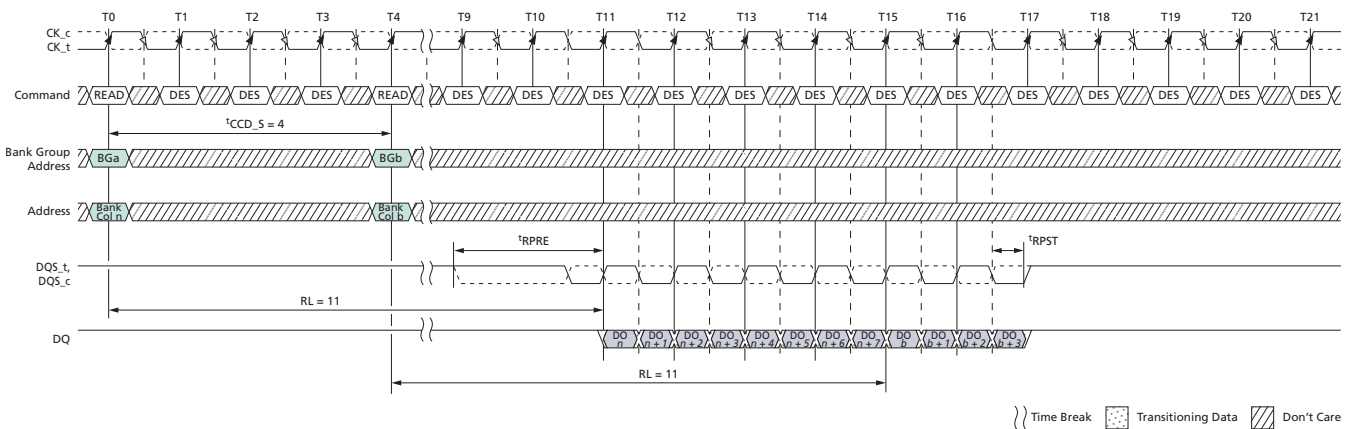 T0 T1 T2 T3 T4 T9 T10 T11 T12 T13 T14 T15 T16 T17 T18 T19 T20 T21
CK_c
CK_t
Command READ DES DES DES READ DES DES DES DES DES DES DES DES DES DES DES DES DES
tCCD_S = 4
Bank Group
Address
BGa BGb
Address
Bank
Col n
Bank
Col b
tRPRE tRPST
DQS_t,
DQS_c
RL = 11
DQ
DO
n
DO
n + 1
DO
n + 2
DO
n + 3
DO
n + 4
DO
n + 5
DO
n + 6
DO
n + 7
DO
b
DO
b + 1
DO
b + 2
DO
b + 3
RL = 11
Time Break Transitioning Data Don't Care